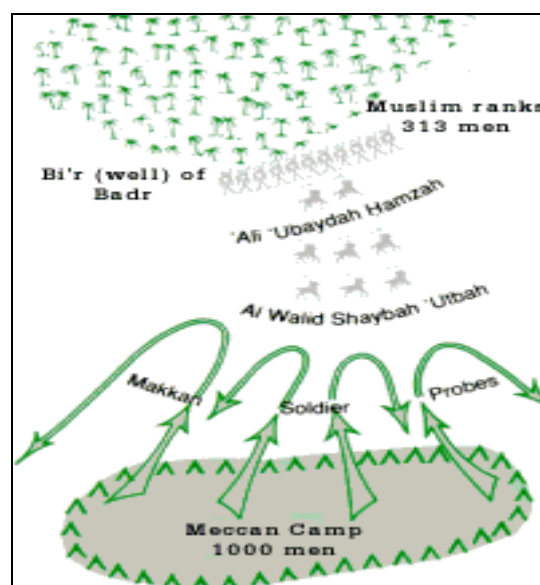 Muslim ranks
313 men
Bi'r (well) of
Badr
'Ali 'Ubaydah Hamzah
Al Walid Shaybah 'Utbah
Makkan Soldier Probes
Meccan Camp
1000 men